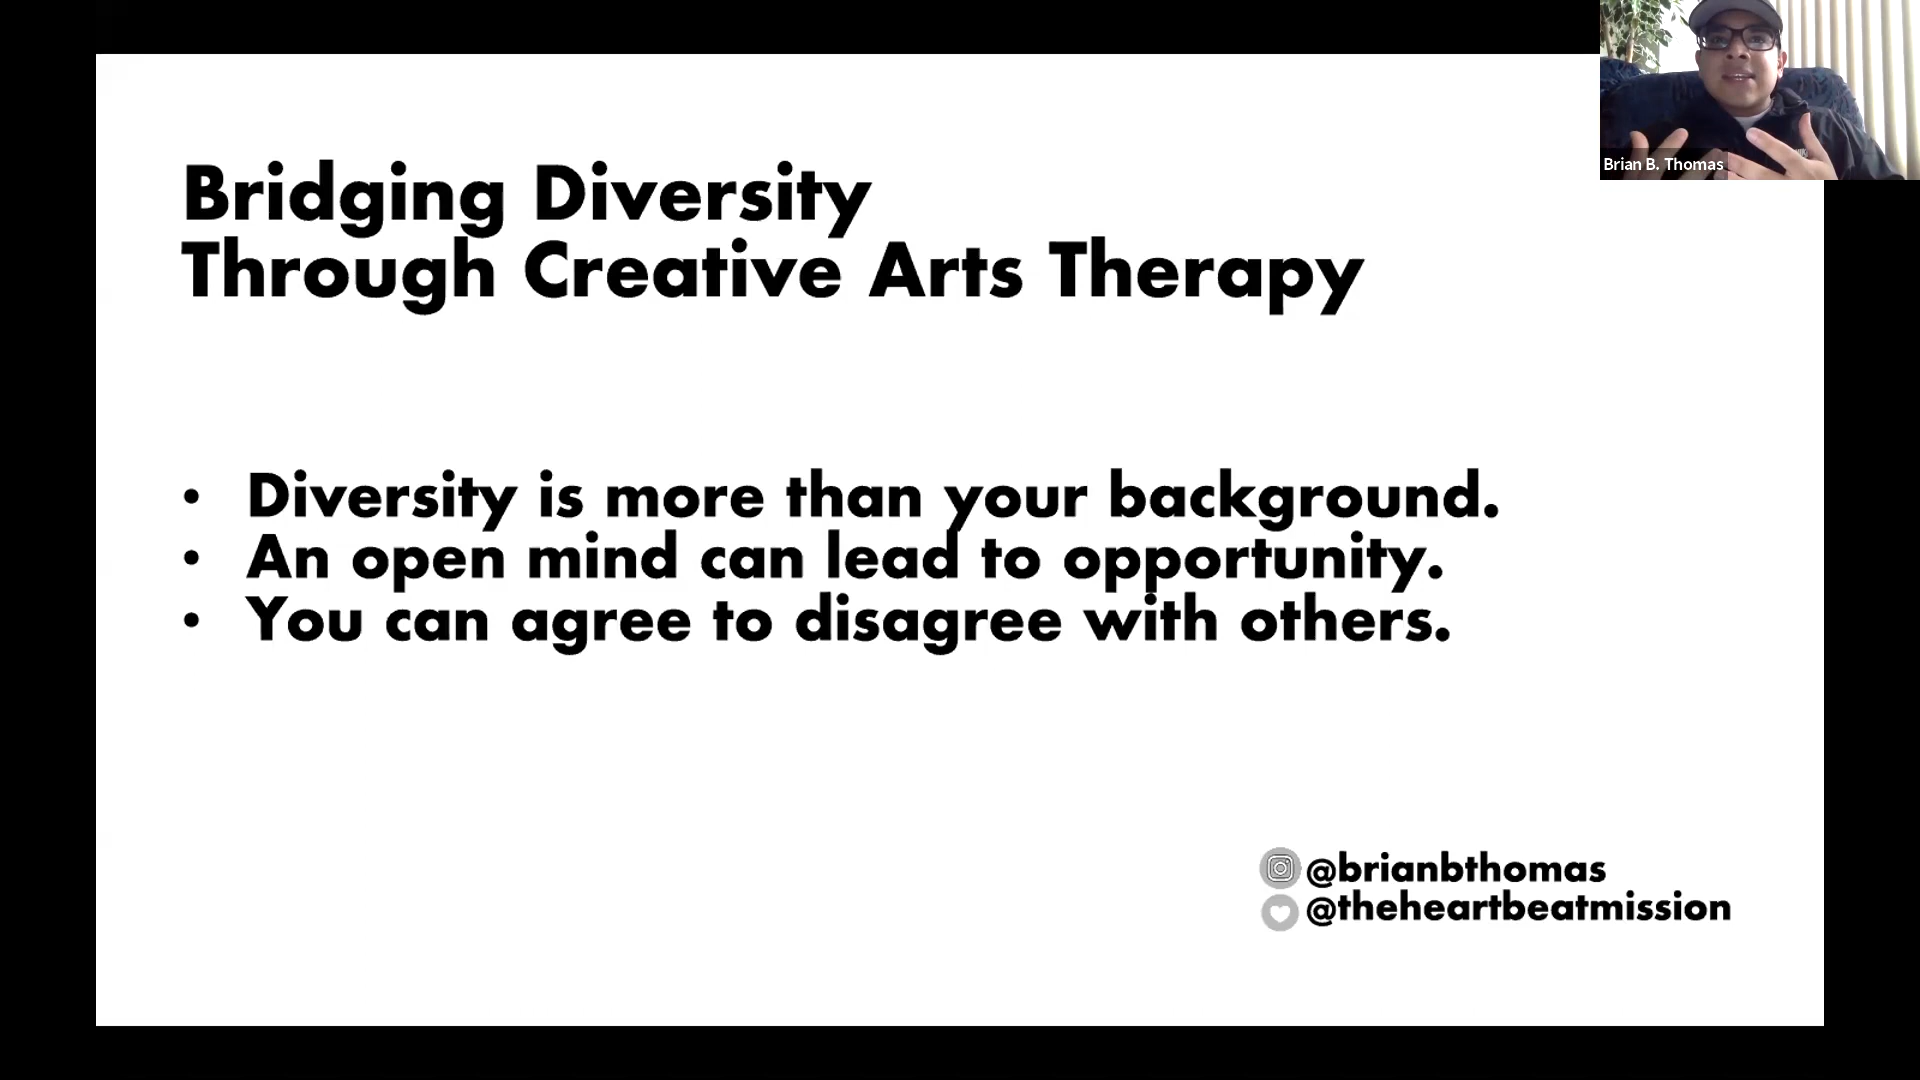 Brian B. Thomas
Bridging Diversity
Through Creative Arts Therapy
• Diversity is more than your background.
• An open mind can lead to opportunity.
• You can agree to disagree with others.
@brianbthomas
@theheartbeatmission